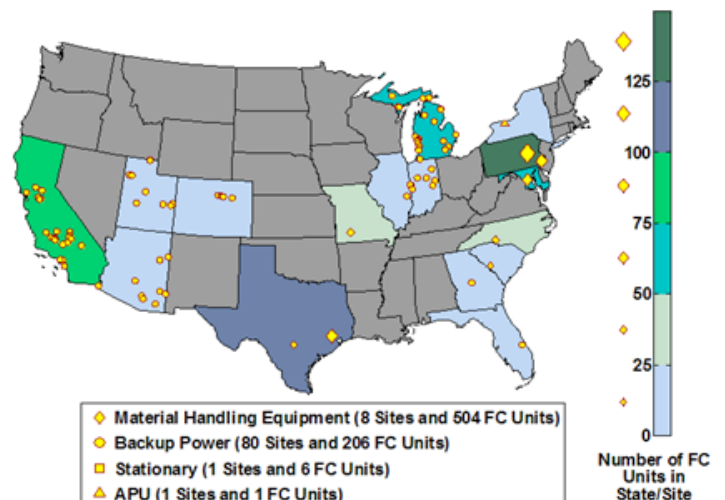 125
100
75
50
25
0
Number of FC
Units in
State/Site
Material Handling Equipment (8 Sites and 504 FC Units)
Backup Power (80 Sites and 206 FC Units)
Stationary (1 Sites and 6 FC Units)
APU (1 Sites and 1 FC Units)